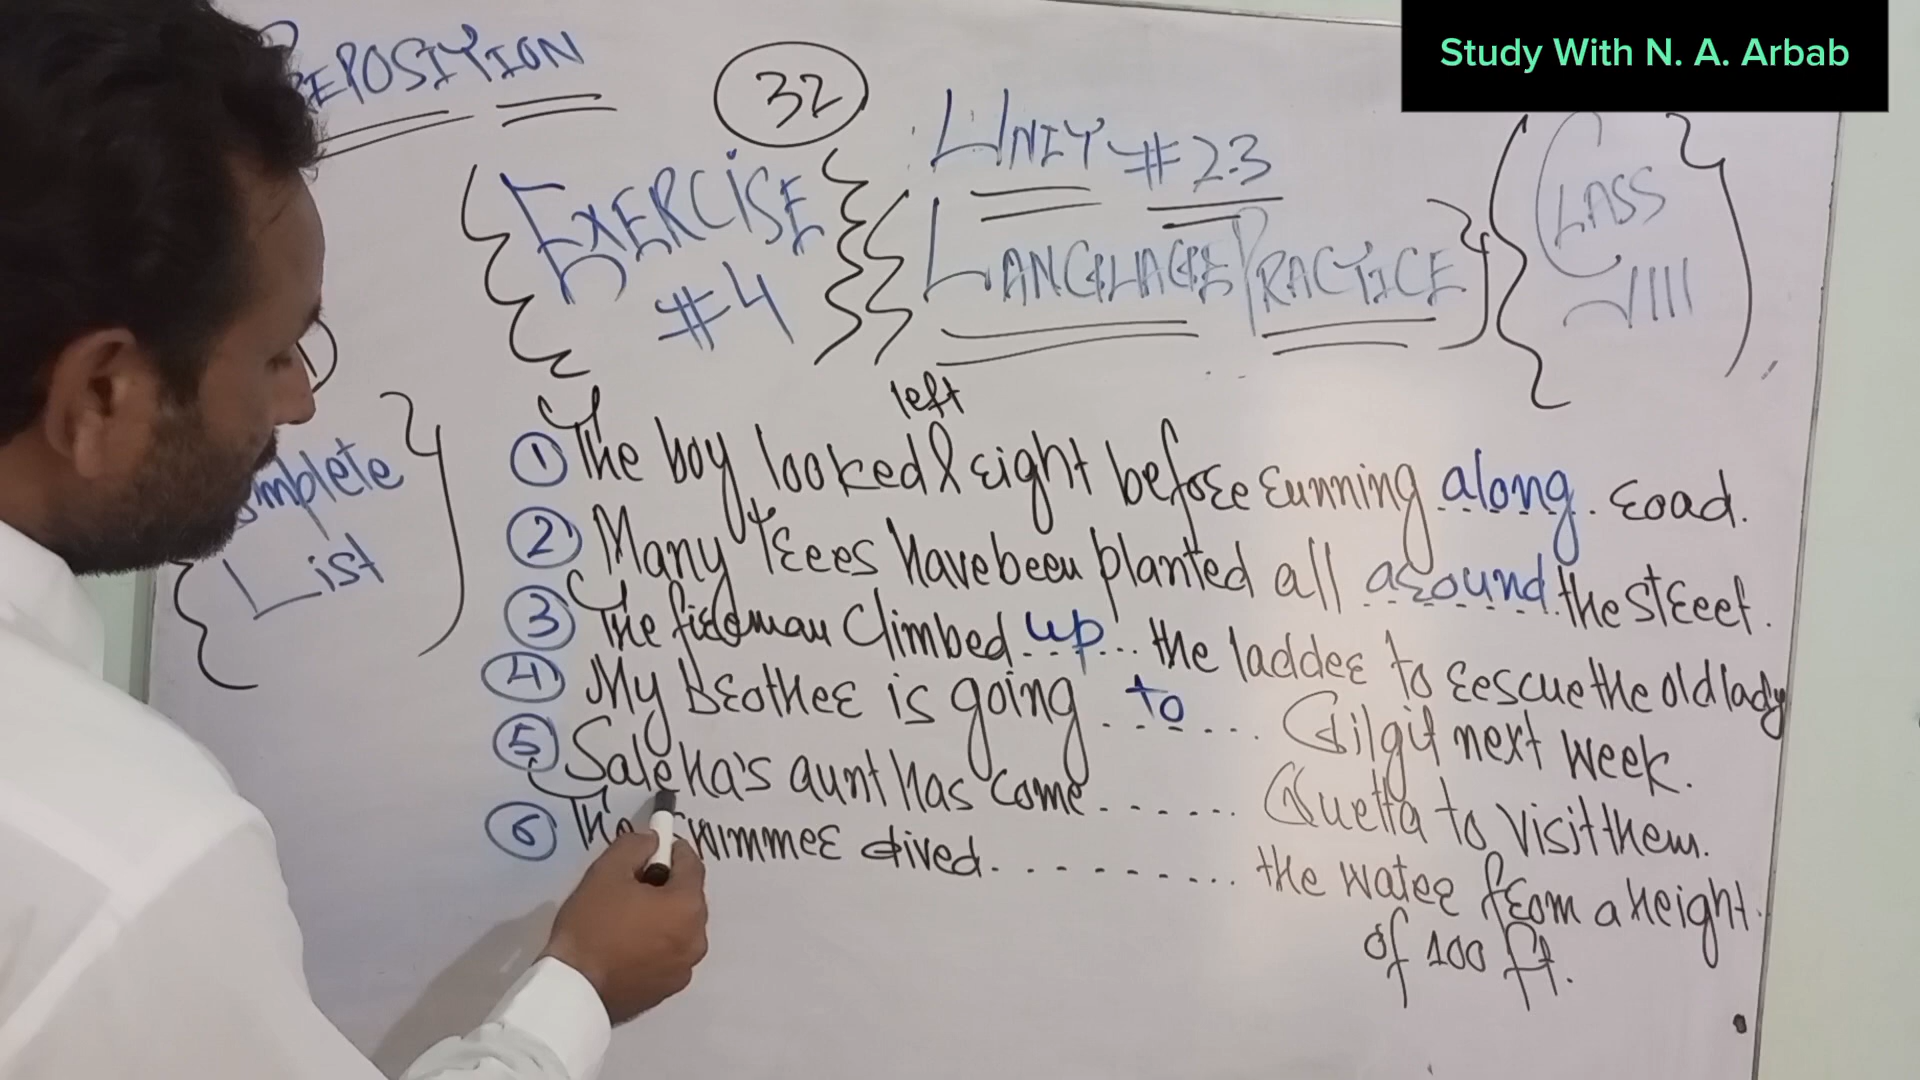 Study With N. A. Arbab
REPOSITION
32
UNIT #23
EXERCISE
#4
LANGUAGE PRACTICE
CLASS
VIII
mplete
List
left
① The boy looked & right before running along road.
② Many trees have been planted all around the street.
③ The fireman climbed up the ladder to rescue the old lady
④ My brother is going to Gilgit next week.
⑤ Saleha's aunt has come ...... Quetta to visit them.
⑥ The swimmer dived ......... the water from a height
of 100 ft.